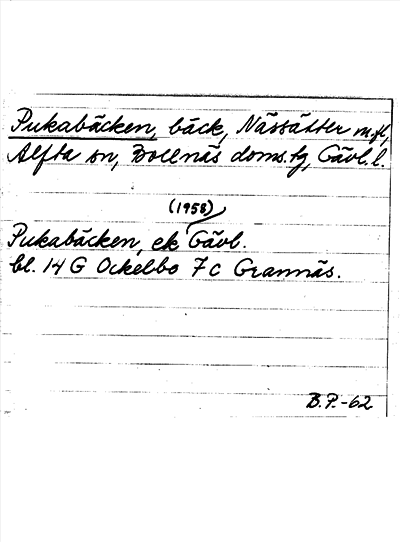 Pukabäcken, bäck, Nässätter m.fl,
Alfta sn, Bollnäs doms.tg, Gävl.l.
(1958)
Pukabäcken, ek Gävl.
bl. 14 G Ockelbo 7 c Grannäs.
B.P.-62